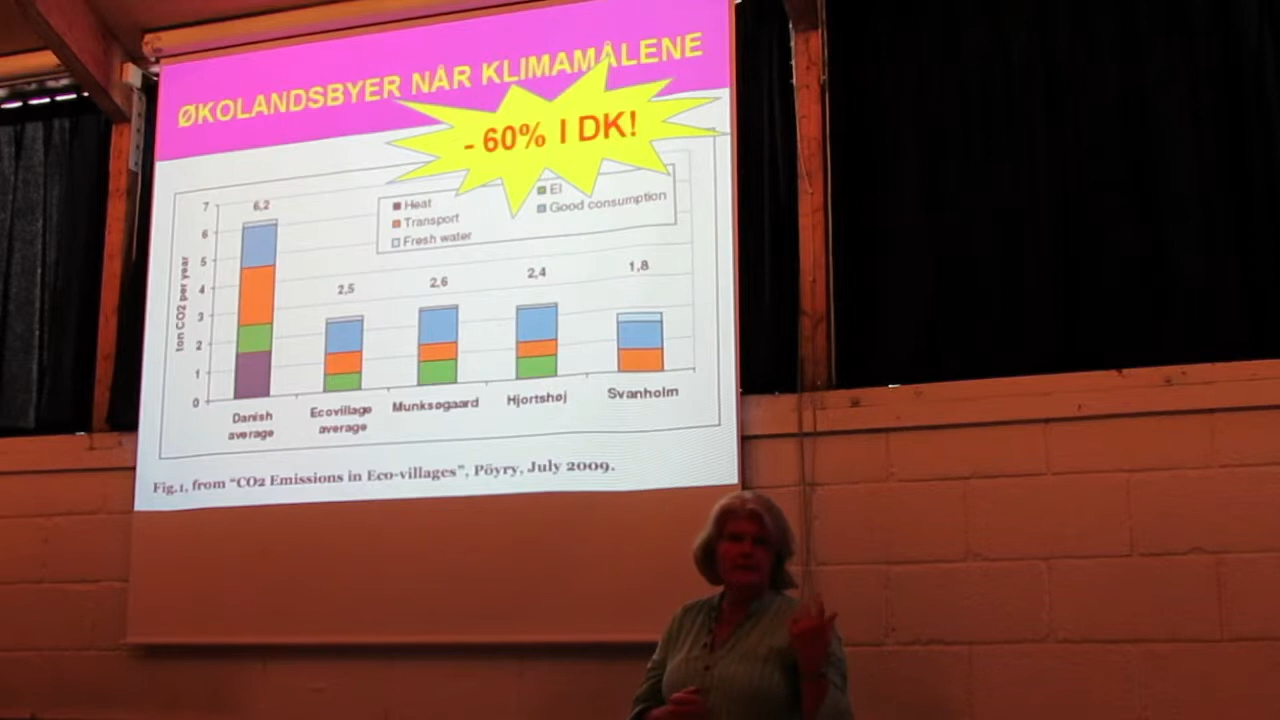 ØKOLANDSBYER NÅR KLIMAMÅLENE
- 60% I DK!
Heat
El
Transport
Good consumption
Fresh water
ton CO2 per year
7
6
5
4
3
2
1
0
6,2
2,5
2,6
2,4
1,8
Danish average
Ecovillage average
Munksøgaard
Hjortshøj
Svanholm
Fig.1, from “CO2 Emissions in Eco-villages”, Pöyry, July 2009.